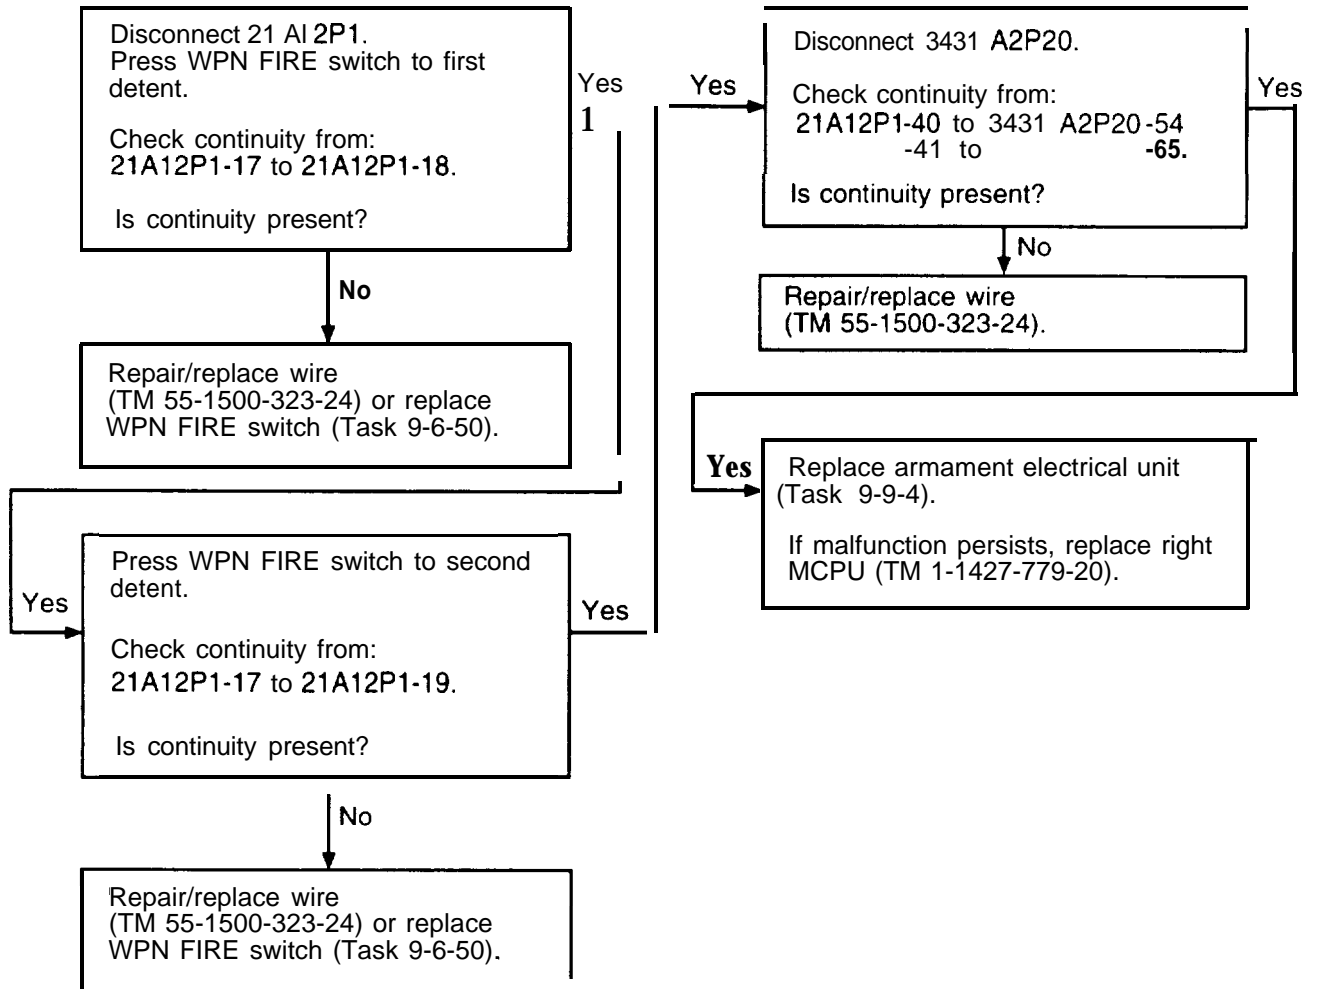 Disconnect 21 Al 2P1.
Press WPN FIRE switch to first
detent.
Check continuity from:
21A12P1-17 to 21A12P1-18.
Is continuity present?
Yes
1
No
Repair/replace wire
(TM 55-1500-323-24) or replace
WPN FIRE switch (Task 9-6-50).
Yes
Press WPN FIRE switch to second
detent.
Check continuity from:
21A12P1-17 to 21A12P1-19.
Is continuity present?
Yes
No
Repair/replace wire
(TM 55-1500-323-24) or replace
WPN FIRE switch (Task 9-6-50).
Yes
Disconnect 3431 A2P20.
Check continuity from:
21A12P1-40 to 3431 A2P20-54
-41 to -65.
Is continuity present?
Yes
No
Repair/replace wire
(TM 55-1500-323-24).
Yes
Replace armament electrical unit
(Task 9-9-4).
If malfunction persists, replace right
MCPU (TM 1-1427-779-20).